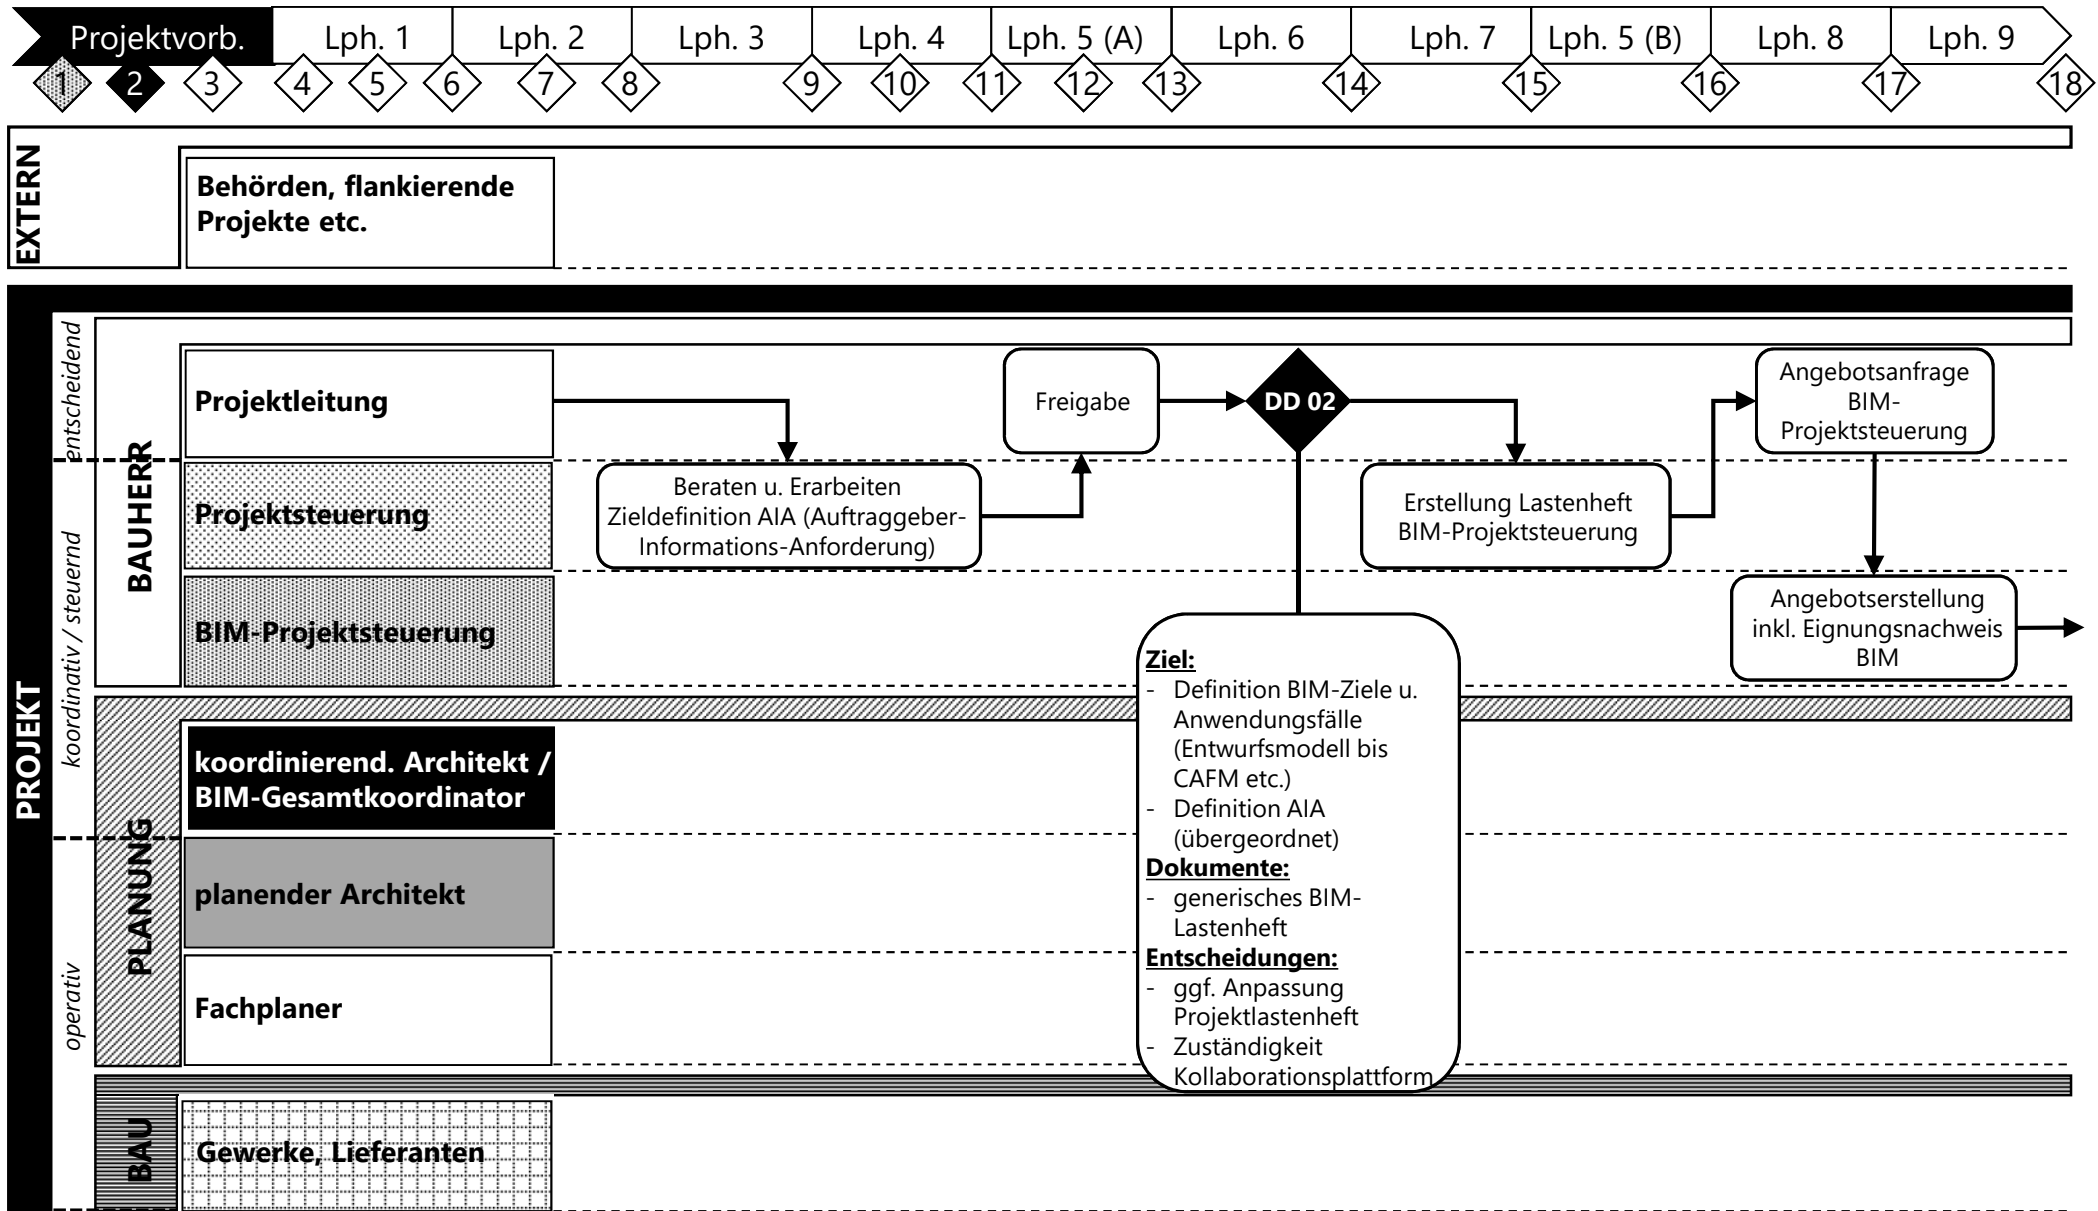 Projektvorb.
Lph. 1
Lph. 2
Lph. 3
Lph. 4
Lph. 5 (A)
Lph. 6
Lph. 7
Lph. 5 (B)
Lph. 8
Lph. 9
1
2
3
4
5
6
7
8
9
10
11
12
13
14
15
16
17
18
EXTERN
Behörden, flankierende
Projekte etc.
PROJEKT
entscheidend
koordinativ / steuernd
operativ
BAUHERR
Projektleitung
Freigabe
DD 02
Angebotsanfrage
BIM-
Projektsteuerung
Projektsteuerung
Beraten u. Erarbeiten
Zieldefinition AIA (Auftraggeber-
Informations-Anforderung)
Erstellung Lastenheft
BIM-Projektsteuerung
BIM-Projektsteuerung
Angebotserstellung
inkl. Eignungsnachweis
BIM
Ziel:
- Definition BIM-Ziele u.
Anwendungsfälle
(Entwurfsmodell bis
CAFM etc.)
- Definition AIA
(übergeordnet)
Dokumente:
- generisches BIM-
Lastenheft
Entscheidungen:
- ggf. Anpassung
Projektlastenheft
- Zuständigkeit
Kollaborationsplattform
PLANUNG
koordinierend. Architekt /
BIM-Gesamtkoordinator
planender Architekt
Fachplaner
BAU
Gewerke, Lieferanten